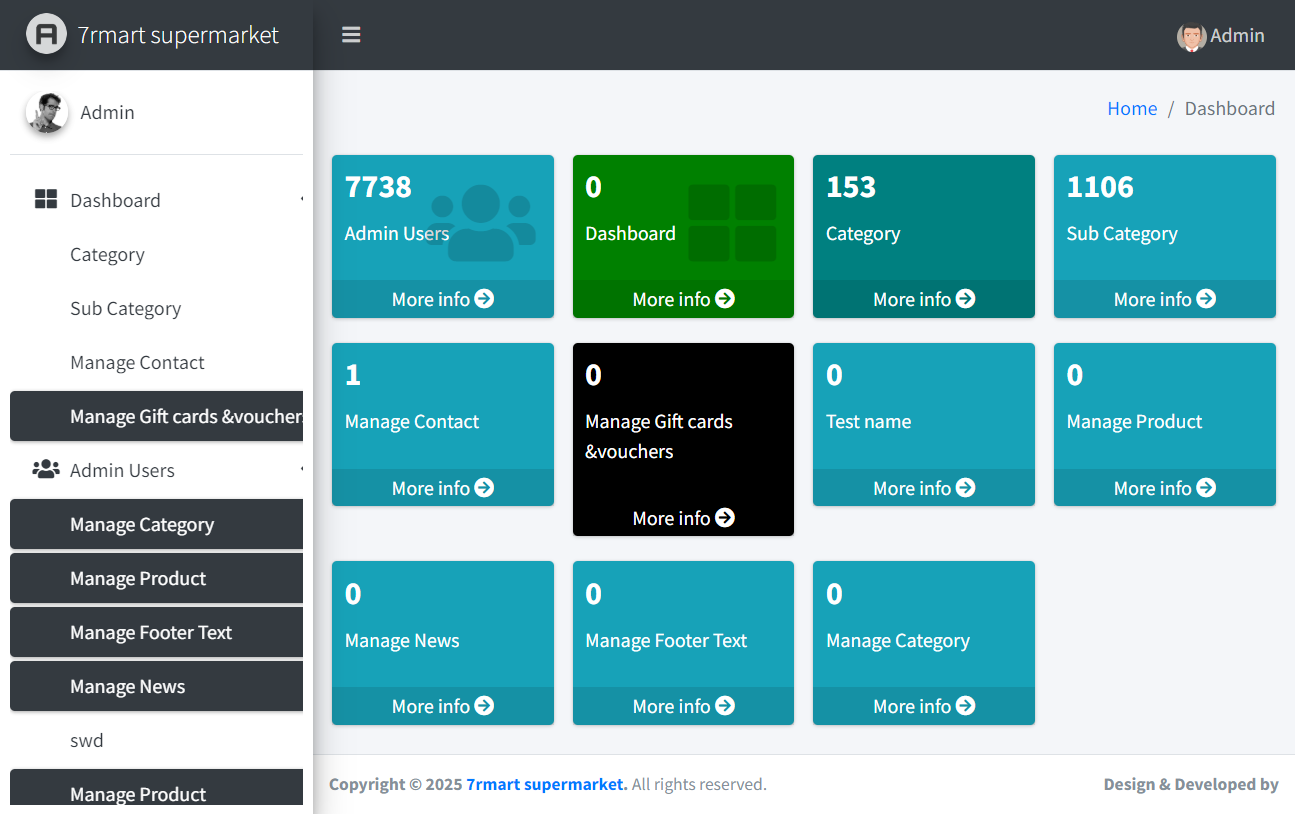 7rmart supermarket
Admin
Admin
Home / Dashboard
Dashboard
Category
Sub Category
Manage Contact
Manage Gift cards &vouchers
Admin Users
Manage Category
Manage Product
Manage Footer Text
Manage News
swd
Manage Product
7738
Admin Users
More info
0
Dashboard
More info
153
Category
More info
1106
Sub Category
More info
1
Manage Contact
More info
0
Manage Gift cards
&vouchers
More info
0
Test name
More info
0
Manage Product
More info
0
Manage News
More info
0
Manage Footer Text
More info
0
Manage Category
More info
Copyright © 2025 7rmart supermarket. All rights reserved.
Design & Developed by